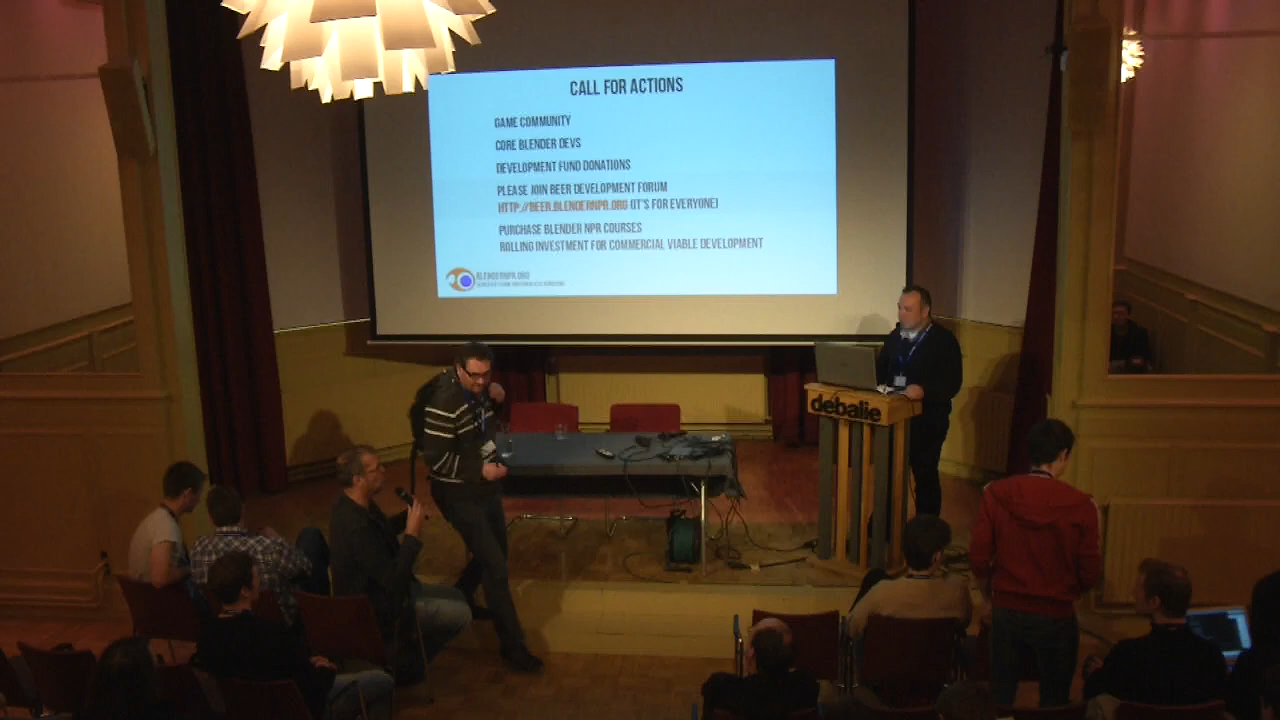 CALL FOR ACTIONS
GAME COMMUNITY
CORE BLENDER DEVS
DEVELOPMENT FUND DONATIONS
PLEASE JOIN BEER DEVELOPMENT FORUM
HTTP://BEER.BLENDERNPR.ORG (IT'S FOR EVERYONE)
PURCHASE BLENDER NPR COURSES
ROLLING INVESTMENT FOR COMMERCIAL VIABLE DEVELOPMENT
BLENDERNPR.ORG
debalie